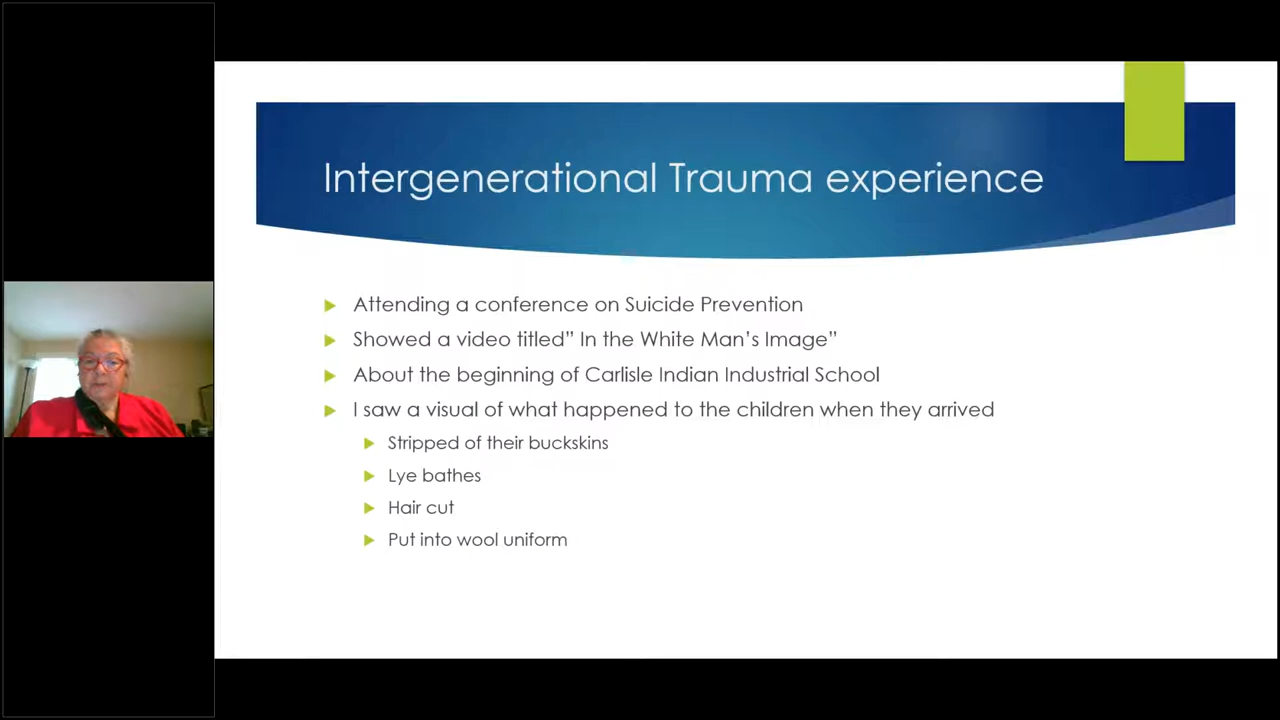 Intergenerational Trauma experience
Attending a conference on Suicide Prevention
Showed a video titled” In the White Man’s Image”
About the beginning of Carlisle Indian Industrial School
I saw a visual of what happened to the children when they arrived
Stripped of their buckskins
Lye bathes
Hair cut
Put into wool uniform